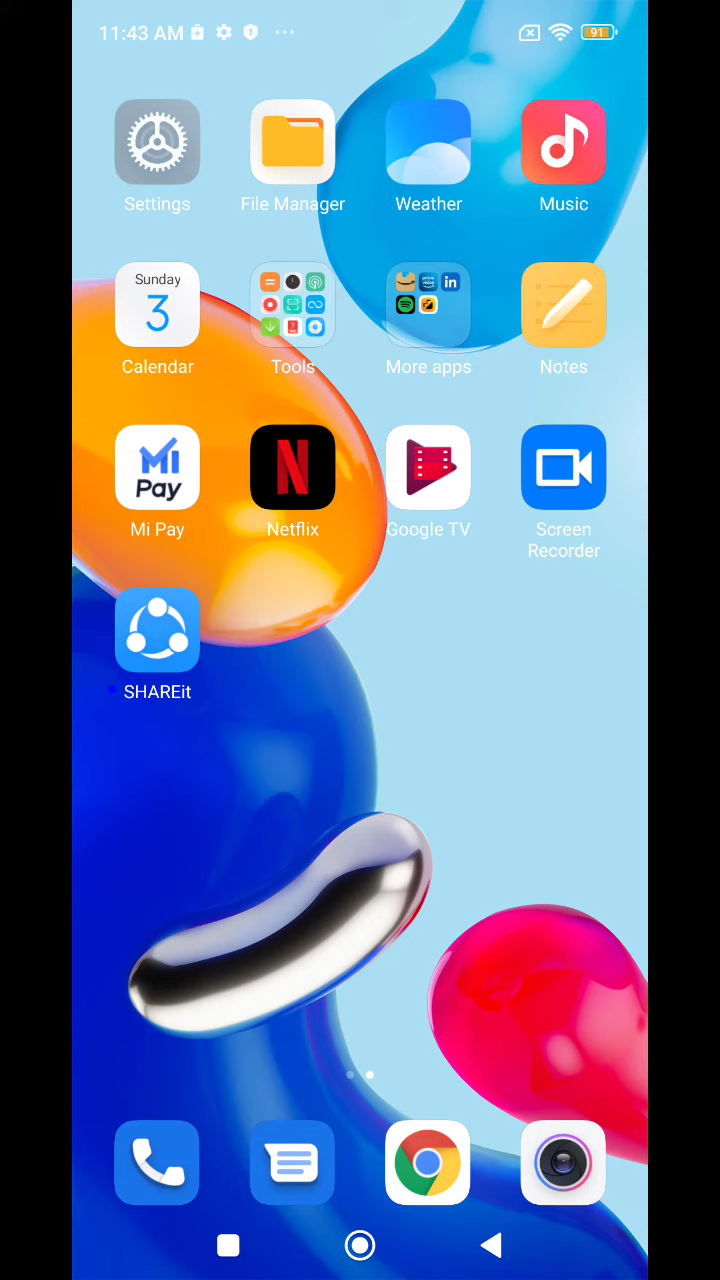 11:43 AM
91
Settings
File Manager
Weather
Music
Sunday
3
Calendar
Tools
More apps
Notes
Mi
Pay
Mi Pay
N
Netflix
Google TV
Screen
Recorder
SHAREit